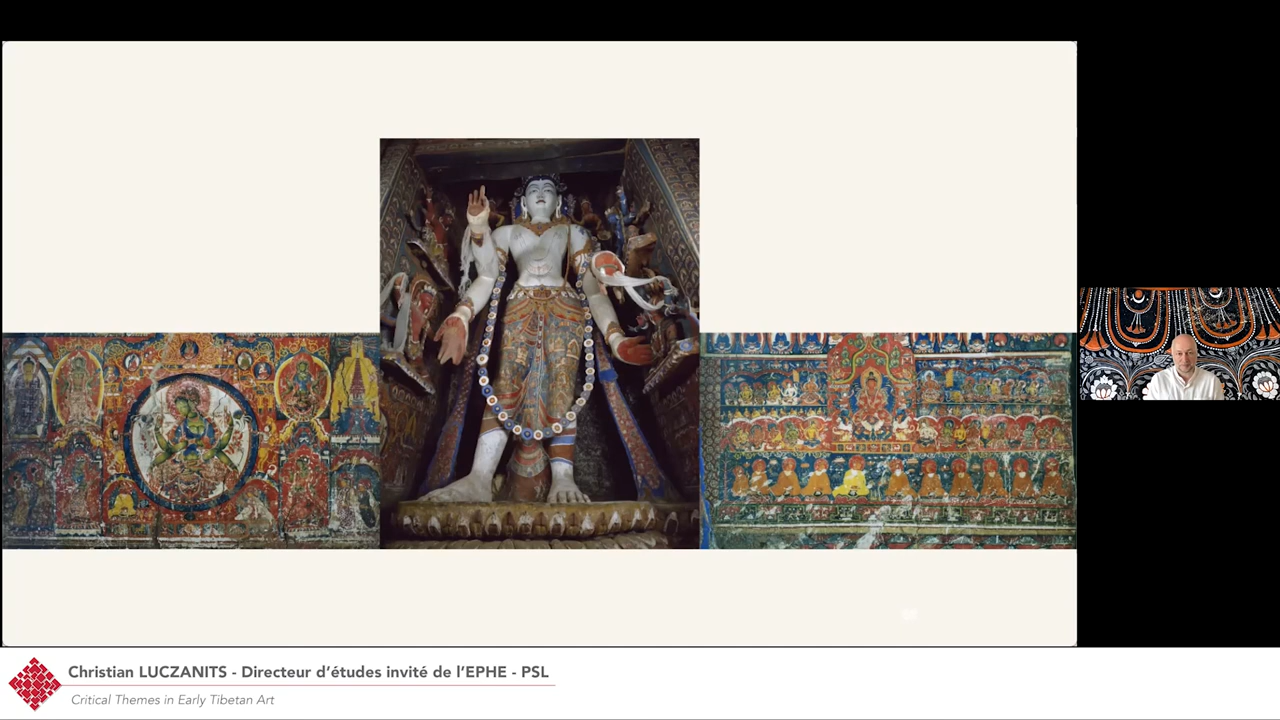 Christian LUCZANITS - Directeur d'études invité de l'EPHE - PSL
Critical Themes in Early Tibetan Art